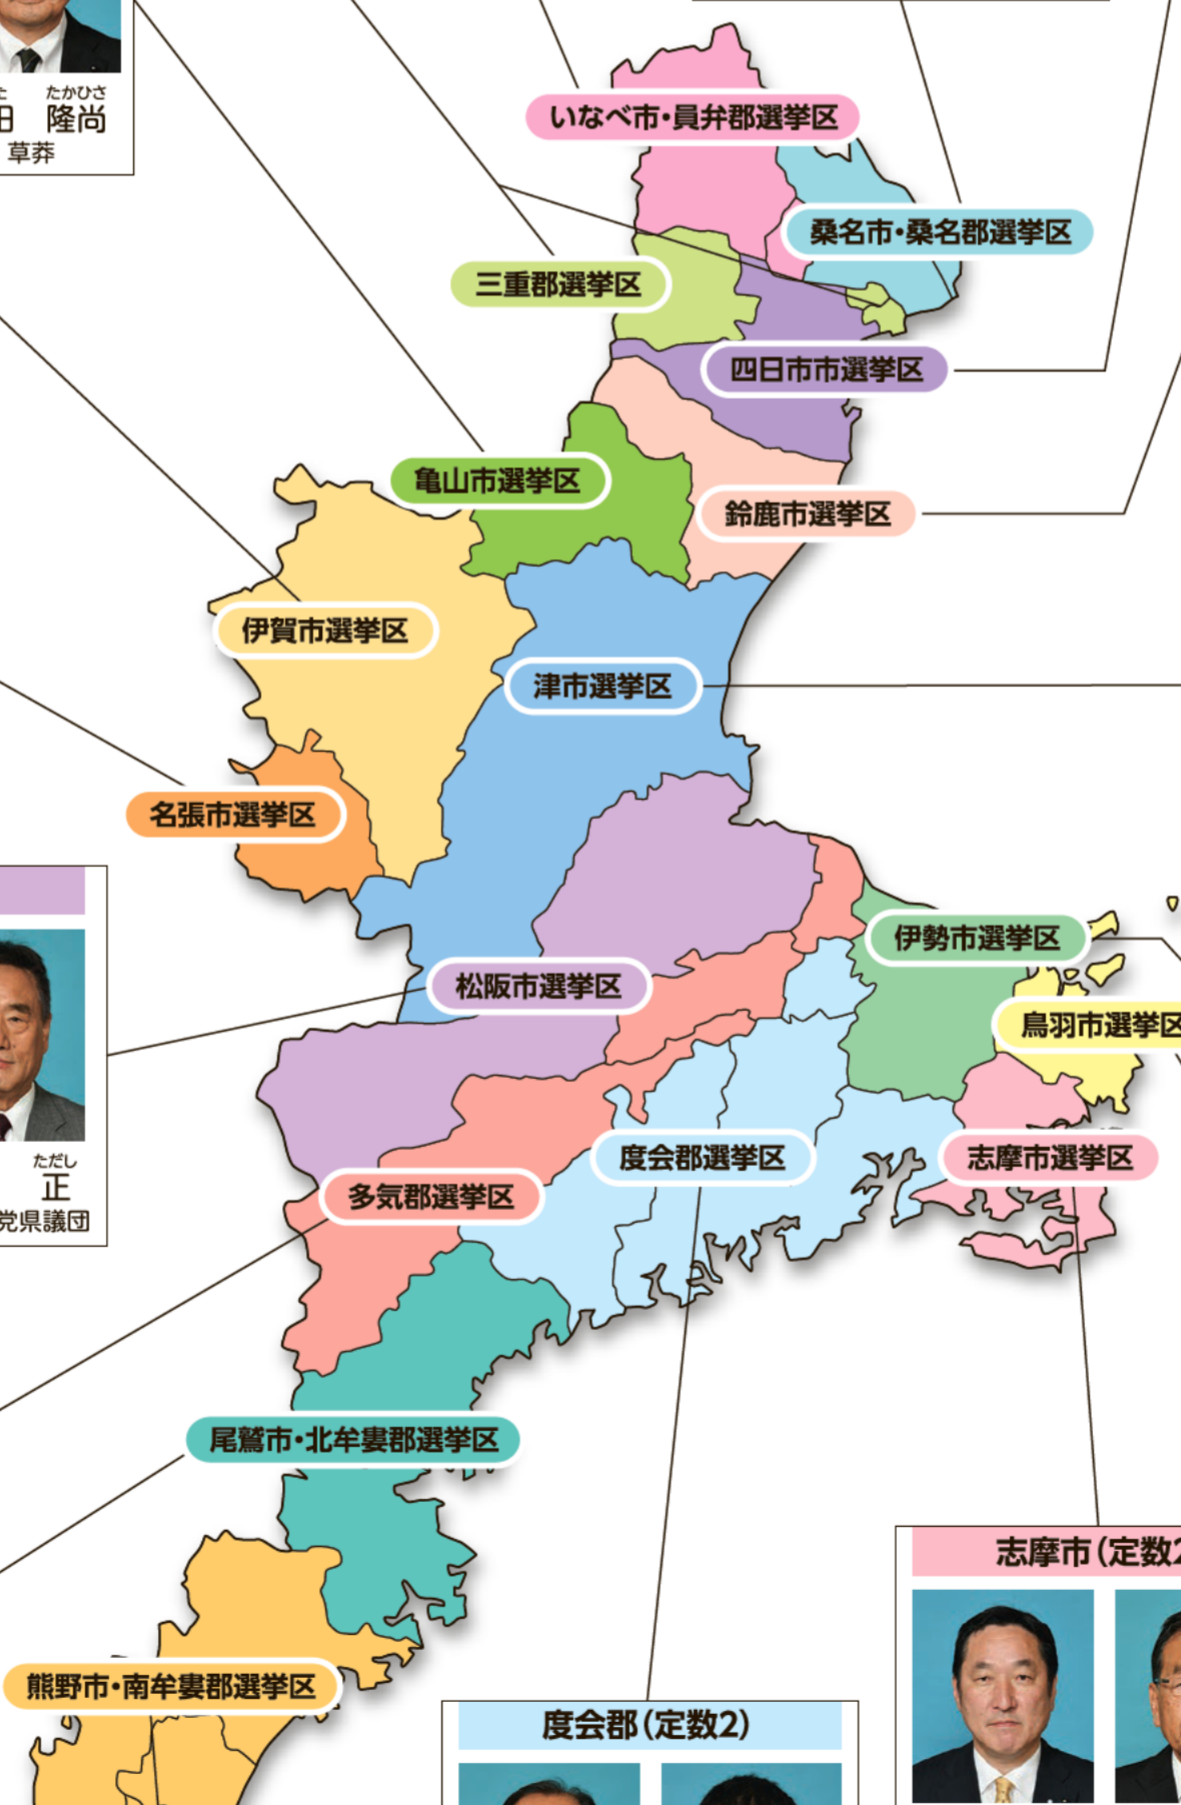 たかひさ
田 隆尚
草莽
いなべ市・員弁郡選挙区
桑名市・桑名郡選挙区
三重郡選挙区
四日市市選挙区
亀山市選挙区
鈴鹿市選挙区
伊賀市選挙区
津市選挙区
名張市選挙区
伊勢市選挙区
松阪市選挙区
鳥羽市選挙区
度会郡選挙区
志摩市選挙区
ただし
正
党県議団
多気郡選挙区
尾鷲市・北牟婁郡選挙区
志摩市(定数2
熊野市・南牟婁郡選挙区
度会郡(定数2)